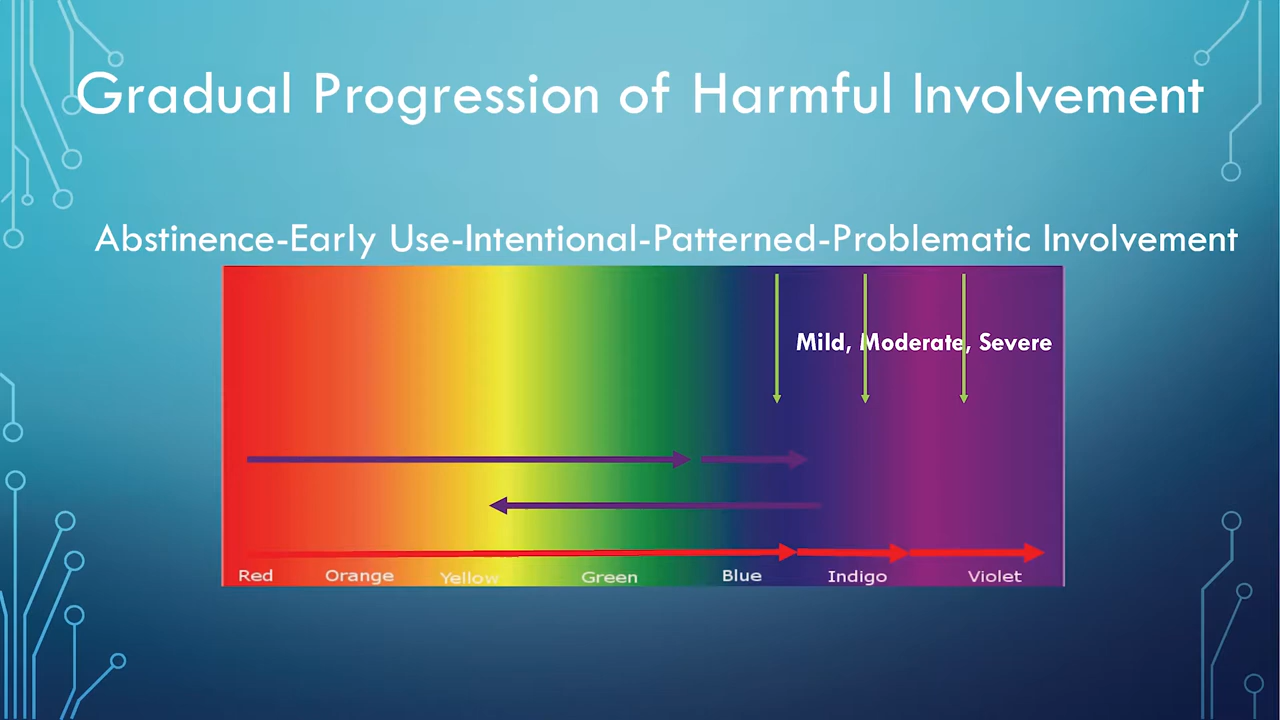 Gradual Progression of Harmful Involvement
Abstinence-Early Use-Intentional-Patterned-Problematic Involvement
Mild, Moderate, Severe
Red Orange Yellow Green Blue Indigo Violet